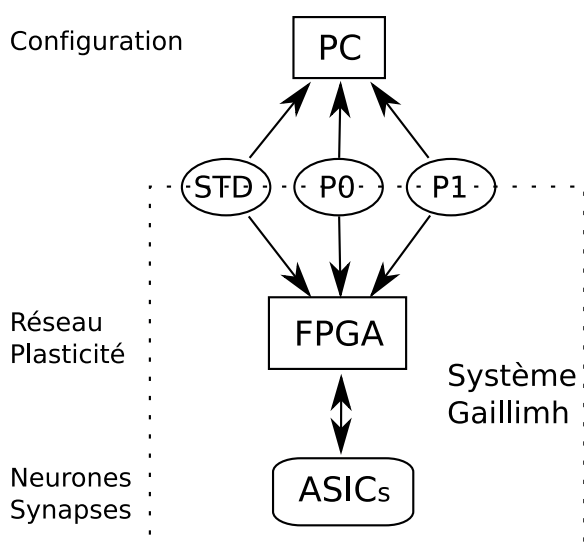 Configuration
PC
STD P0 P1
Réseau
Plasticité
FPGA
Système
Gaillimh
Neurones
Synapses
ASICs